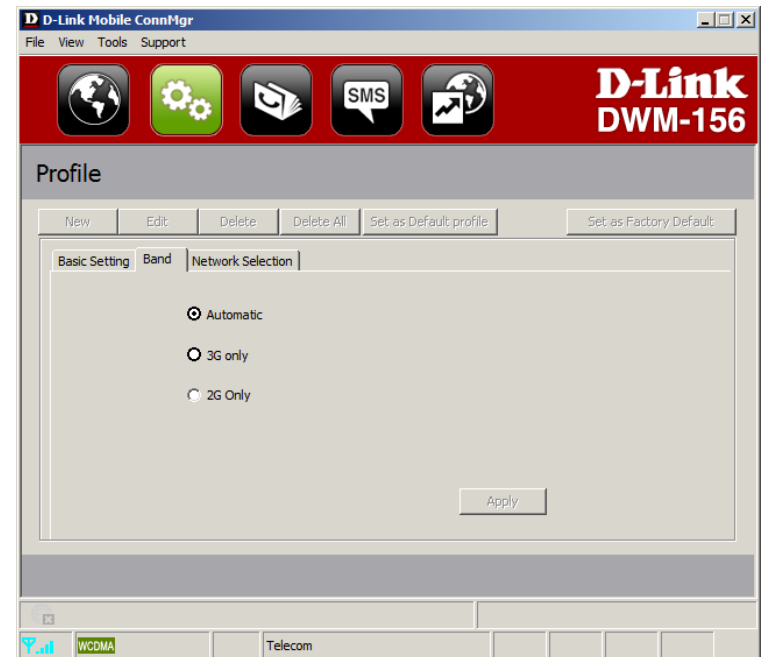 D-Link Mobile ConnMgr
File View Tools Support
SMS
D-Link
DWM-156
Profile
New Edit Delete Delete All Set as Default profile Set as Factory Default
Basic Setting Band Network Selection
Automatic
3G only
2G Only
Apply
WCDMA Telecom